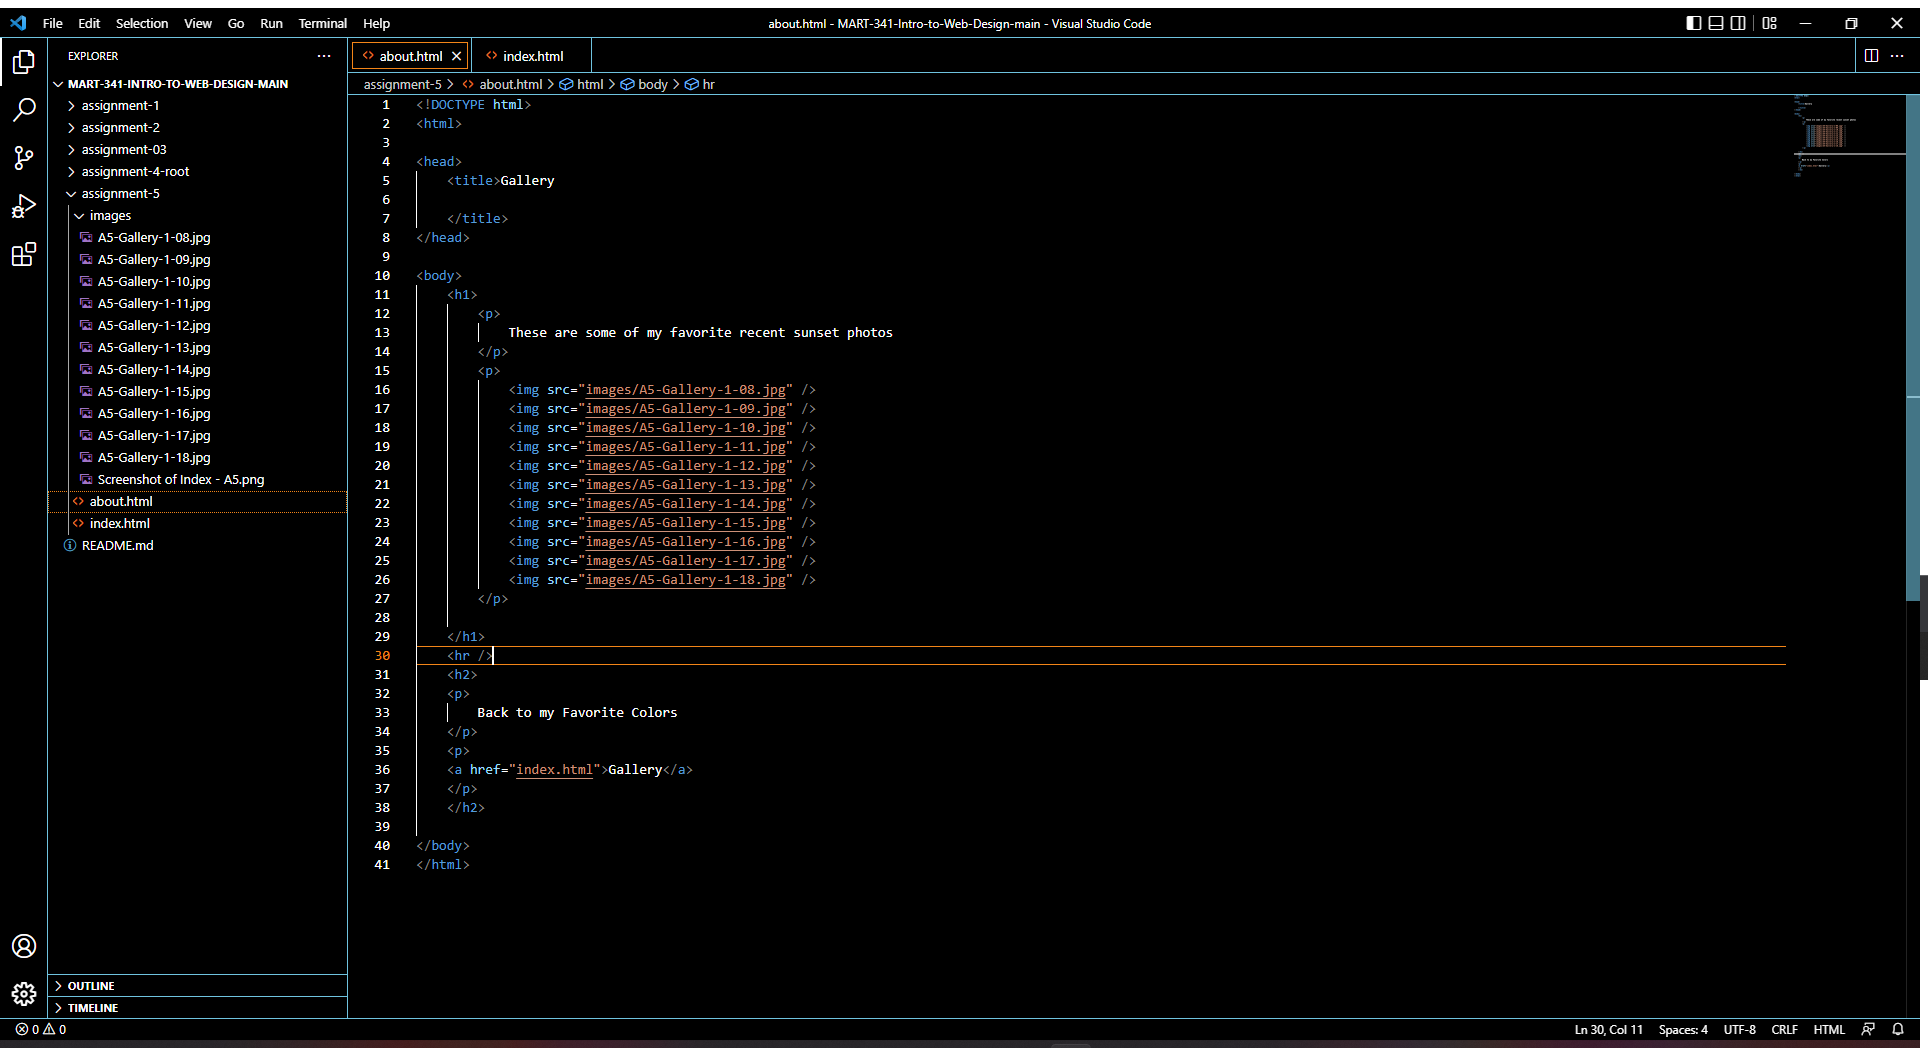 File Edit Selection View Go Run Terminal Help
about.html - MART-341-Intro-to-Web-Design-main - Visual Studio Code
EXPLORER
MART-341-INTRO-TO-WEB-DESIGN-MAIN
assignment-1
assignment-2
assignment-03
assignment-4-root
assignment-5
images
A5-Gallery-1-08.jpg
A5-Gallery-1-09.jpg
A5-Gallery-1-10.jpg
A5-Gallery-1-11.jpg
A5-Gallery-1-12.jpg
A5-Gallery-1-13.jpg
A5-Gallery-1-14.jpg
A5-Gallery-1-15.jpg
A5-Gallery-1-16.jpg
A5-Gallery-1-17.jpg
A5-Gallery-1-18.jpg
Screenshot of Index - A5.png
about.html
index.html
README.md
OUTLINE
TIMELINE
about.html index.html
assignment-5 > about.html > html > body > hr
1 <!DOCTYPE html>
2 <html>
3
4 <head>
5 <title>Gallery
6
7 </title>
8 </head>
9
10 <body>
11 <h1>
12 <p>
13 These are some of my favorite recent sunset photos
14 </p>
15 <p>
16 <img src="images/A5-Gallery-1-08.jpg" />
17 <img src="images/A5-Gallery-1-09.jpg" />
18 <img src="images/A5-Gallery-1-10.jpg" />
19 <img src="images/A5-Gallery-1-11.jpg" />
20 <img src="images/A5-Gallery-1-12.jpg" />
21 <img src="images/A5-Gallery-1-13.jpg" />
22 <img src="images/A5-Gallery-1-14.jpg" />
23 <img src="images/A5-Gallery-1-15.jpg" />
24 <img src="images/A5-Gallery-1-16.jpg" />
25 <img src="images/A5-Gallery-1-17.jpg" />
26 <img src="images/A5-Gallery-1-18.jpg" />
27 </p>
28
29 </h1>
30 <hr />
31 <h2>
32 <p>
33 Back to my Favorite Colors
34 </p>
35 <p>
36 <a href="index.html">Gallery</a>
37 </p>
38 </h2>
39
40 </body>
41 </html>
0 0
Ln 30, Col 11 Spaces: 4 UTF-8 CRLF HTML